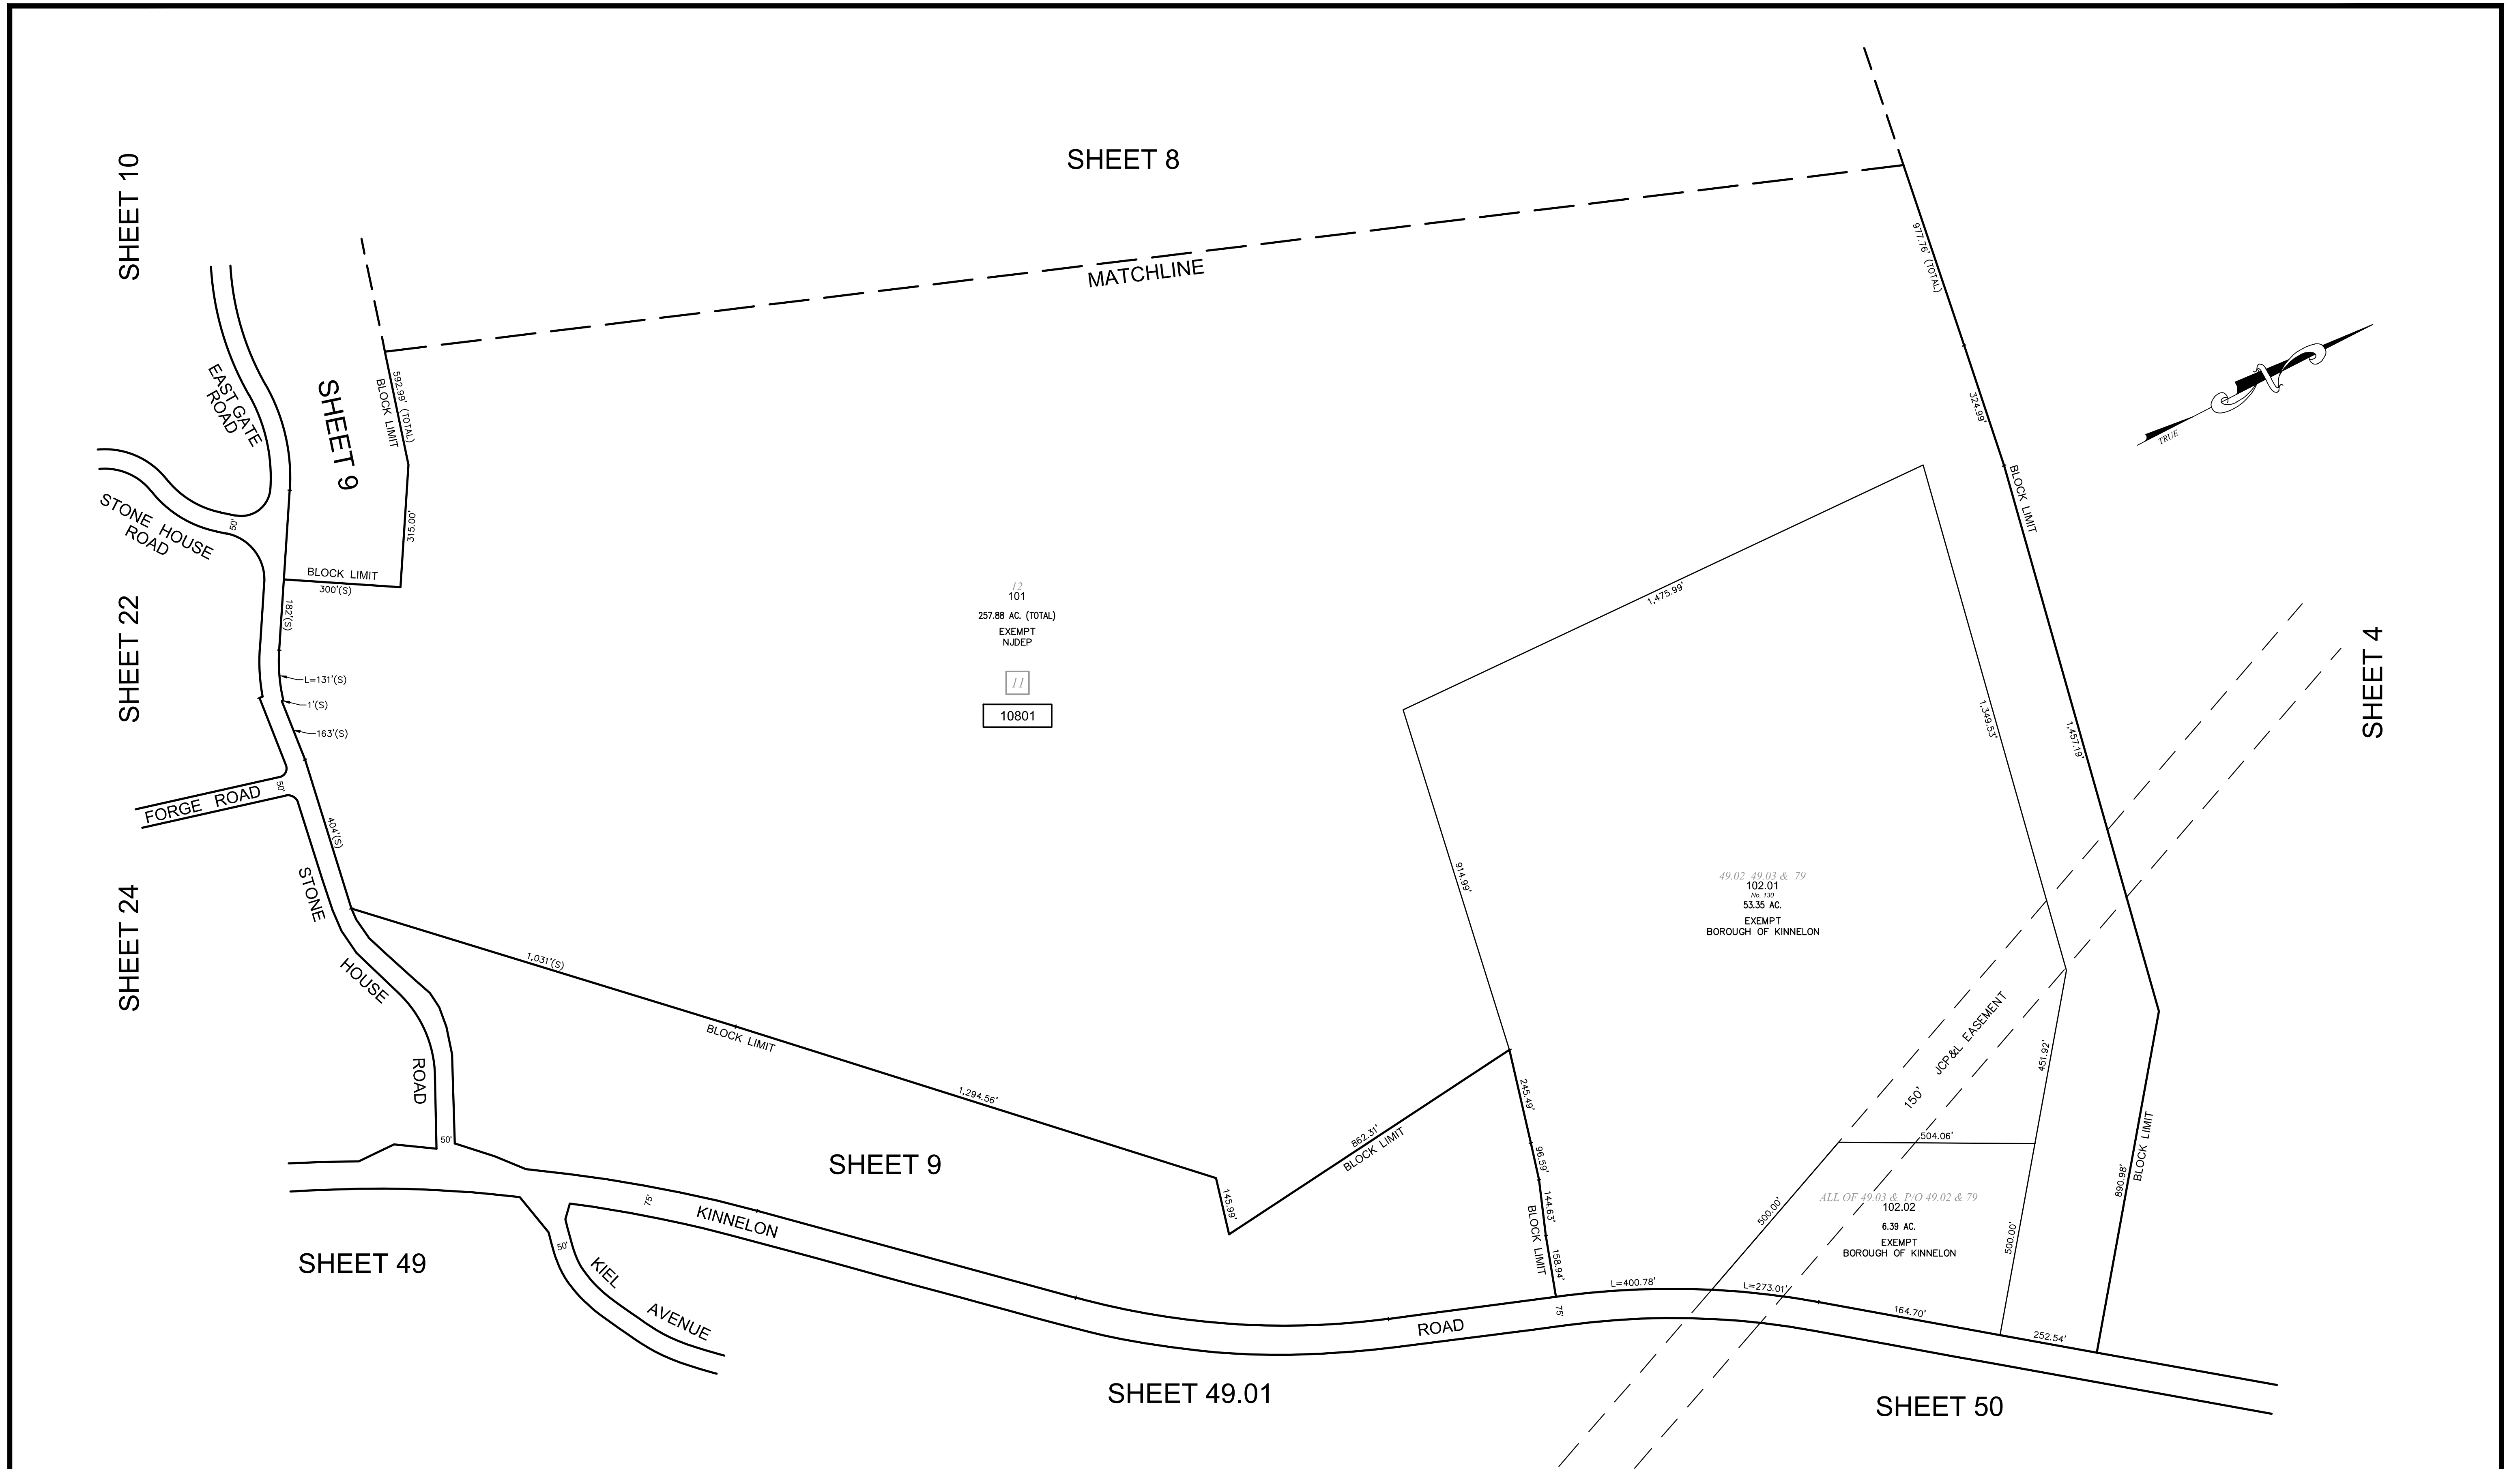 SHEET 10
SHEET 8
MATCHLINE
977.76' (TOTAL)
592.99' (TOTAL)
BLOCK LIMIT
EAST GATE
ROAD
SHEET 9
315.00'
324.99'
BLOCK LIMIT
TRUE
N
STONE HOUSE
ROAD
50'
BLOCK LIMIT
300'(S)
182'(S)
SHEET 22
L=131'(S)
1'(S)
163'(S)
12
101
257.88 AC. (TOTAL)
EXEMPT
NJDEP
11
10801
1,475.99'
1,349.53'
1,457.19'
SHEET 4
50'
FORGE ROAD
404'(S)
STONE
HOUSE
ROAD
SHEET 24
914.99'
49.02 49.03 & 79
102.01
No. 130
53.35 AC.
EXEMPT
BOROUGH OF KINNELON
1,031'(S)
BLOCK LIMIT
1,294.56'
145.99'
862.31'
BLOCK LIMIT
245.49'
96.59'
144.63'
BLOCK LIMIT
158.94'
150' JCP&L EASEMENT
451.92'
504.06'
500.00'
ALL OF 49.03 & P/O 49.02 & 79
102.02
6.39 AC.
EXEMPT
BOROUGH OF KINNELON
500.00'
890.98'
BLOCK LIMIT
50'
SHEET 9
75'
KINNELON
ROAD
SHEET 49
50'
KIEL
AVENUE
75'
L=400.78'
L=273.01'
164.70'
252.54'
SHEET 49.01
SHEET 50